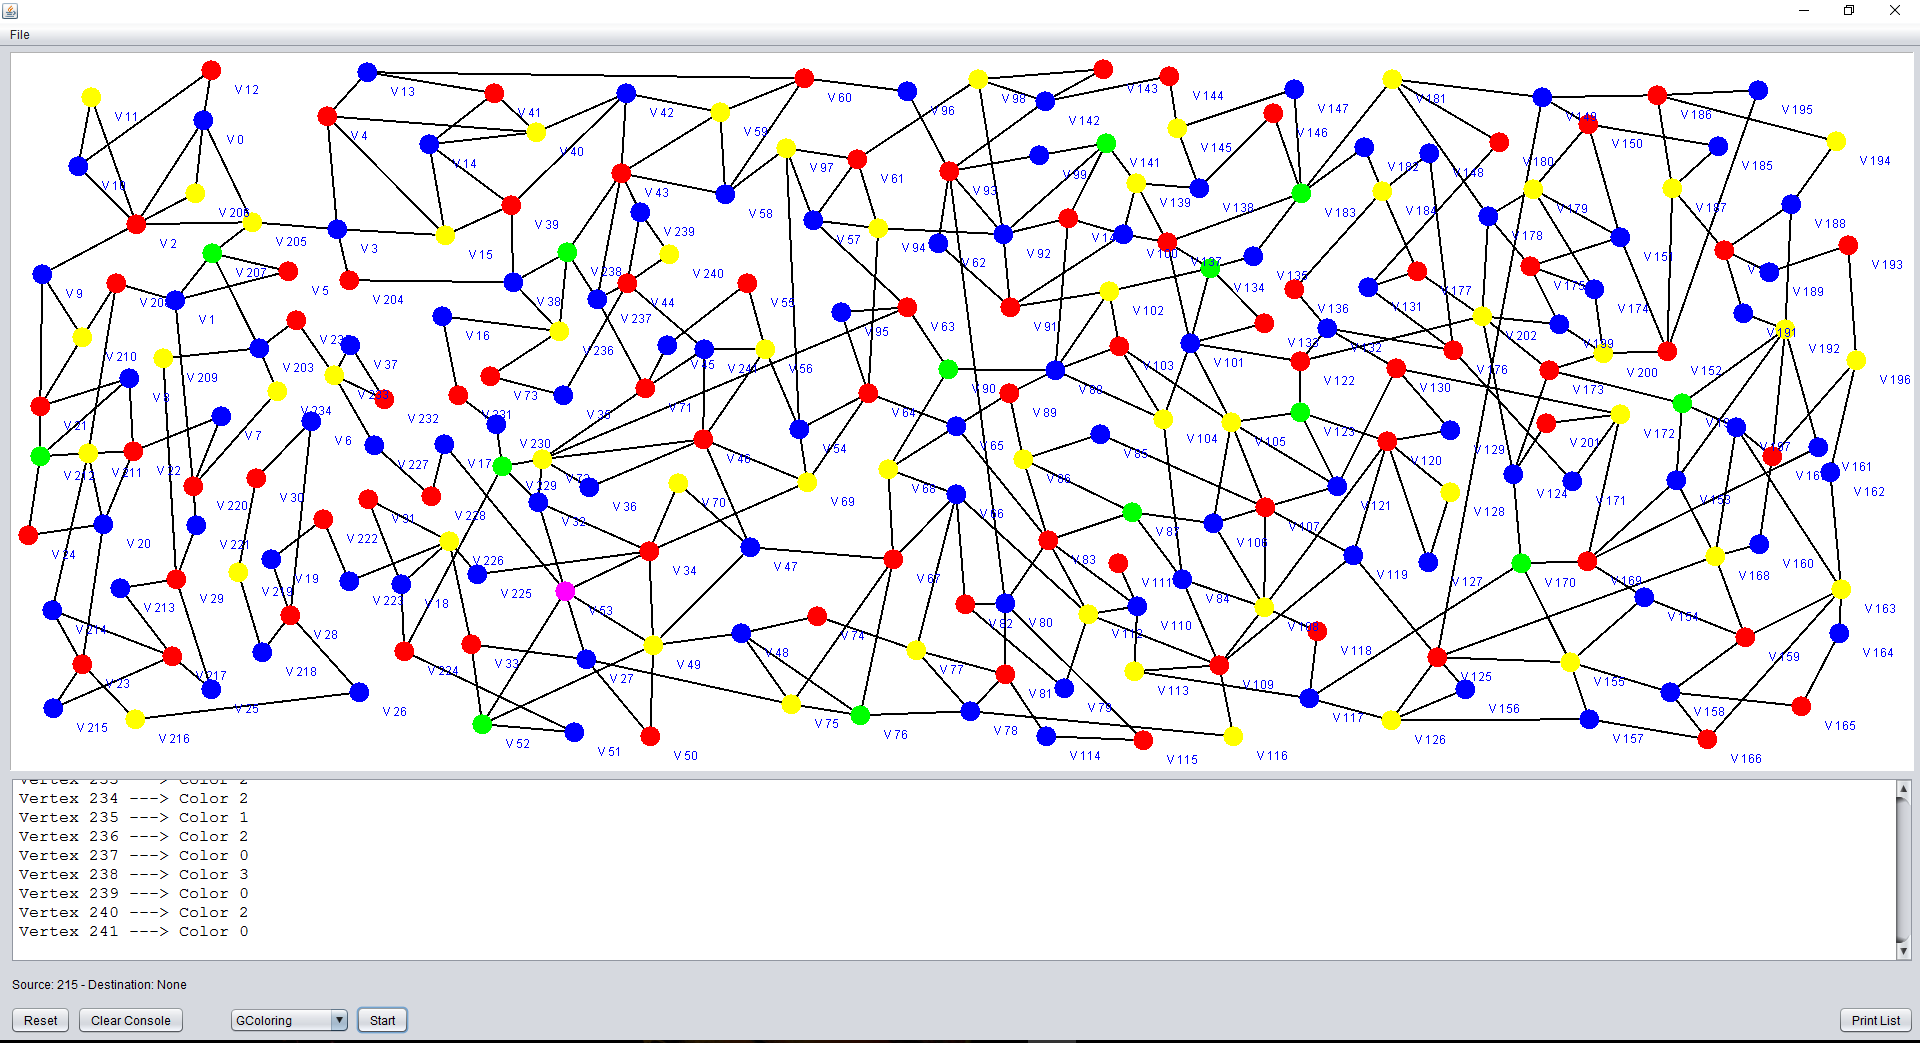 File
V 12
V 13
V 11
V 41
V 42
V 60
V 96
V 98
V 143
V 144
V 147
V 181
V 186
V 195
V 0
V 4
V 40
V 59
V 142
V 146
V 150
V 10
V 14
V 43
V 97
V 61
V 99
V 141
V 145
V 182
V 148
V 180
V 185
V 194
V 206
V 39
V 58
V 93
V 139
V 138
V 183
V 184
V 179
V 187
V 188
V 2
V 205
V 3
V 15
V 239
V 57
V 94
V 92
V 100
V 178
V 151
V 193
V 207
V 5
V 204
V 238
V 240
V 62
V 137
V 134
V 135
V 177
V 175
V 189
V 9
V 1
V 38
V 44
V 55
V 102
V 136
V 131
V 174
V 16
V 237
V 95
V 63
V 91
V 202
V 191
V 210
V 37
V 236
V 45
V 56
V 103
V 101
V 132
V 199
V 192
V 209
V 203
V 73
V 90
V 122
V 130
V 176
V 173
V 200
V 152
V 196
V 8
V 234
V 232
V 231
V 35
V 71
V 64
V 89
V 21
V 7
V 6
V 230
V 54
V 65
V 104
V 105
V 123
V 172
V 212
V 211
V 22
V 227
V 17
V 46
V 85
V 120
V 129
V 201
V 197
V 161
V 220
V 30
V 229
V 36
V 70
V 69
V 68
V 86
V 124
V 171
V 153
V 162
V 24
V 20
V 221
V 222
V 228
V 32
V 66
V 87
V 106
V 107
V 121
V 128
V 213
V 29
V 219
V 19
V 226
V 225
V 34
V 47
V 67
V 83
V 111
V 84
V 119
V 127
V 170
V 169
V 168
V 160
V 214
V 28
V 223
V 18
V 53
V 74
V 82
V 80
V 112
V 110
V 118
V 154
V 163
V 23
V 217
V 218
V 224
V 33
V 27
V 49
V 48
V 77
V 81
V 113
V 109
V 125
V 155
V 159
V 164
V 215
V 216
V 25
V 26
V 52
V 51
V 50
V 75
V 76
V 78
V 79
V 114
V 115
V 116
V 117
V 126
V 156
V 157
V 158
V 165
V 166
Vertex 234 ---> Color 2
Vertex 235 ---> Color 1
Vertex 236 ---> Color 2
Vertex 237 ---> Color 0
Vertex 238 ---> Color 3
Vertex 239 ---> Color 0
Vertex 240 ---> Color 2
Vertex 241 ---> Color 0
Source: 215 - Destination: None
Reset
Clear Console
GColoring
Start
Print List